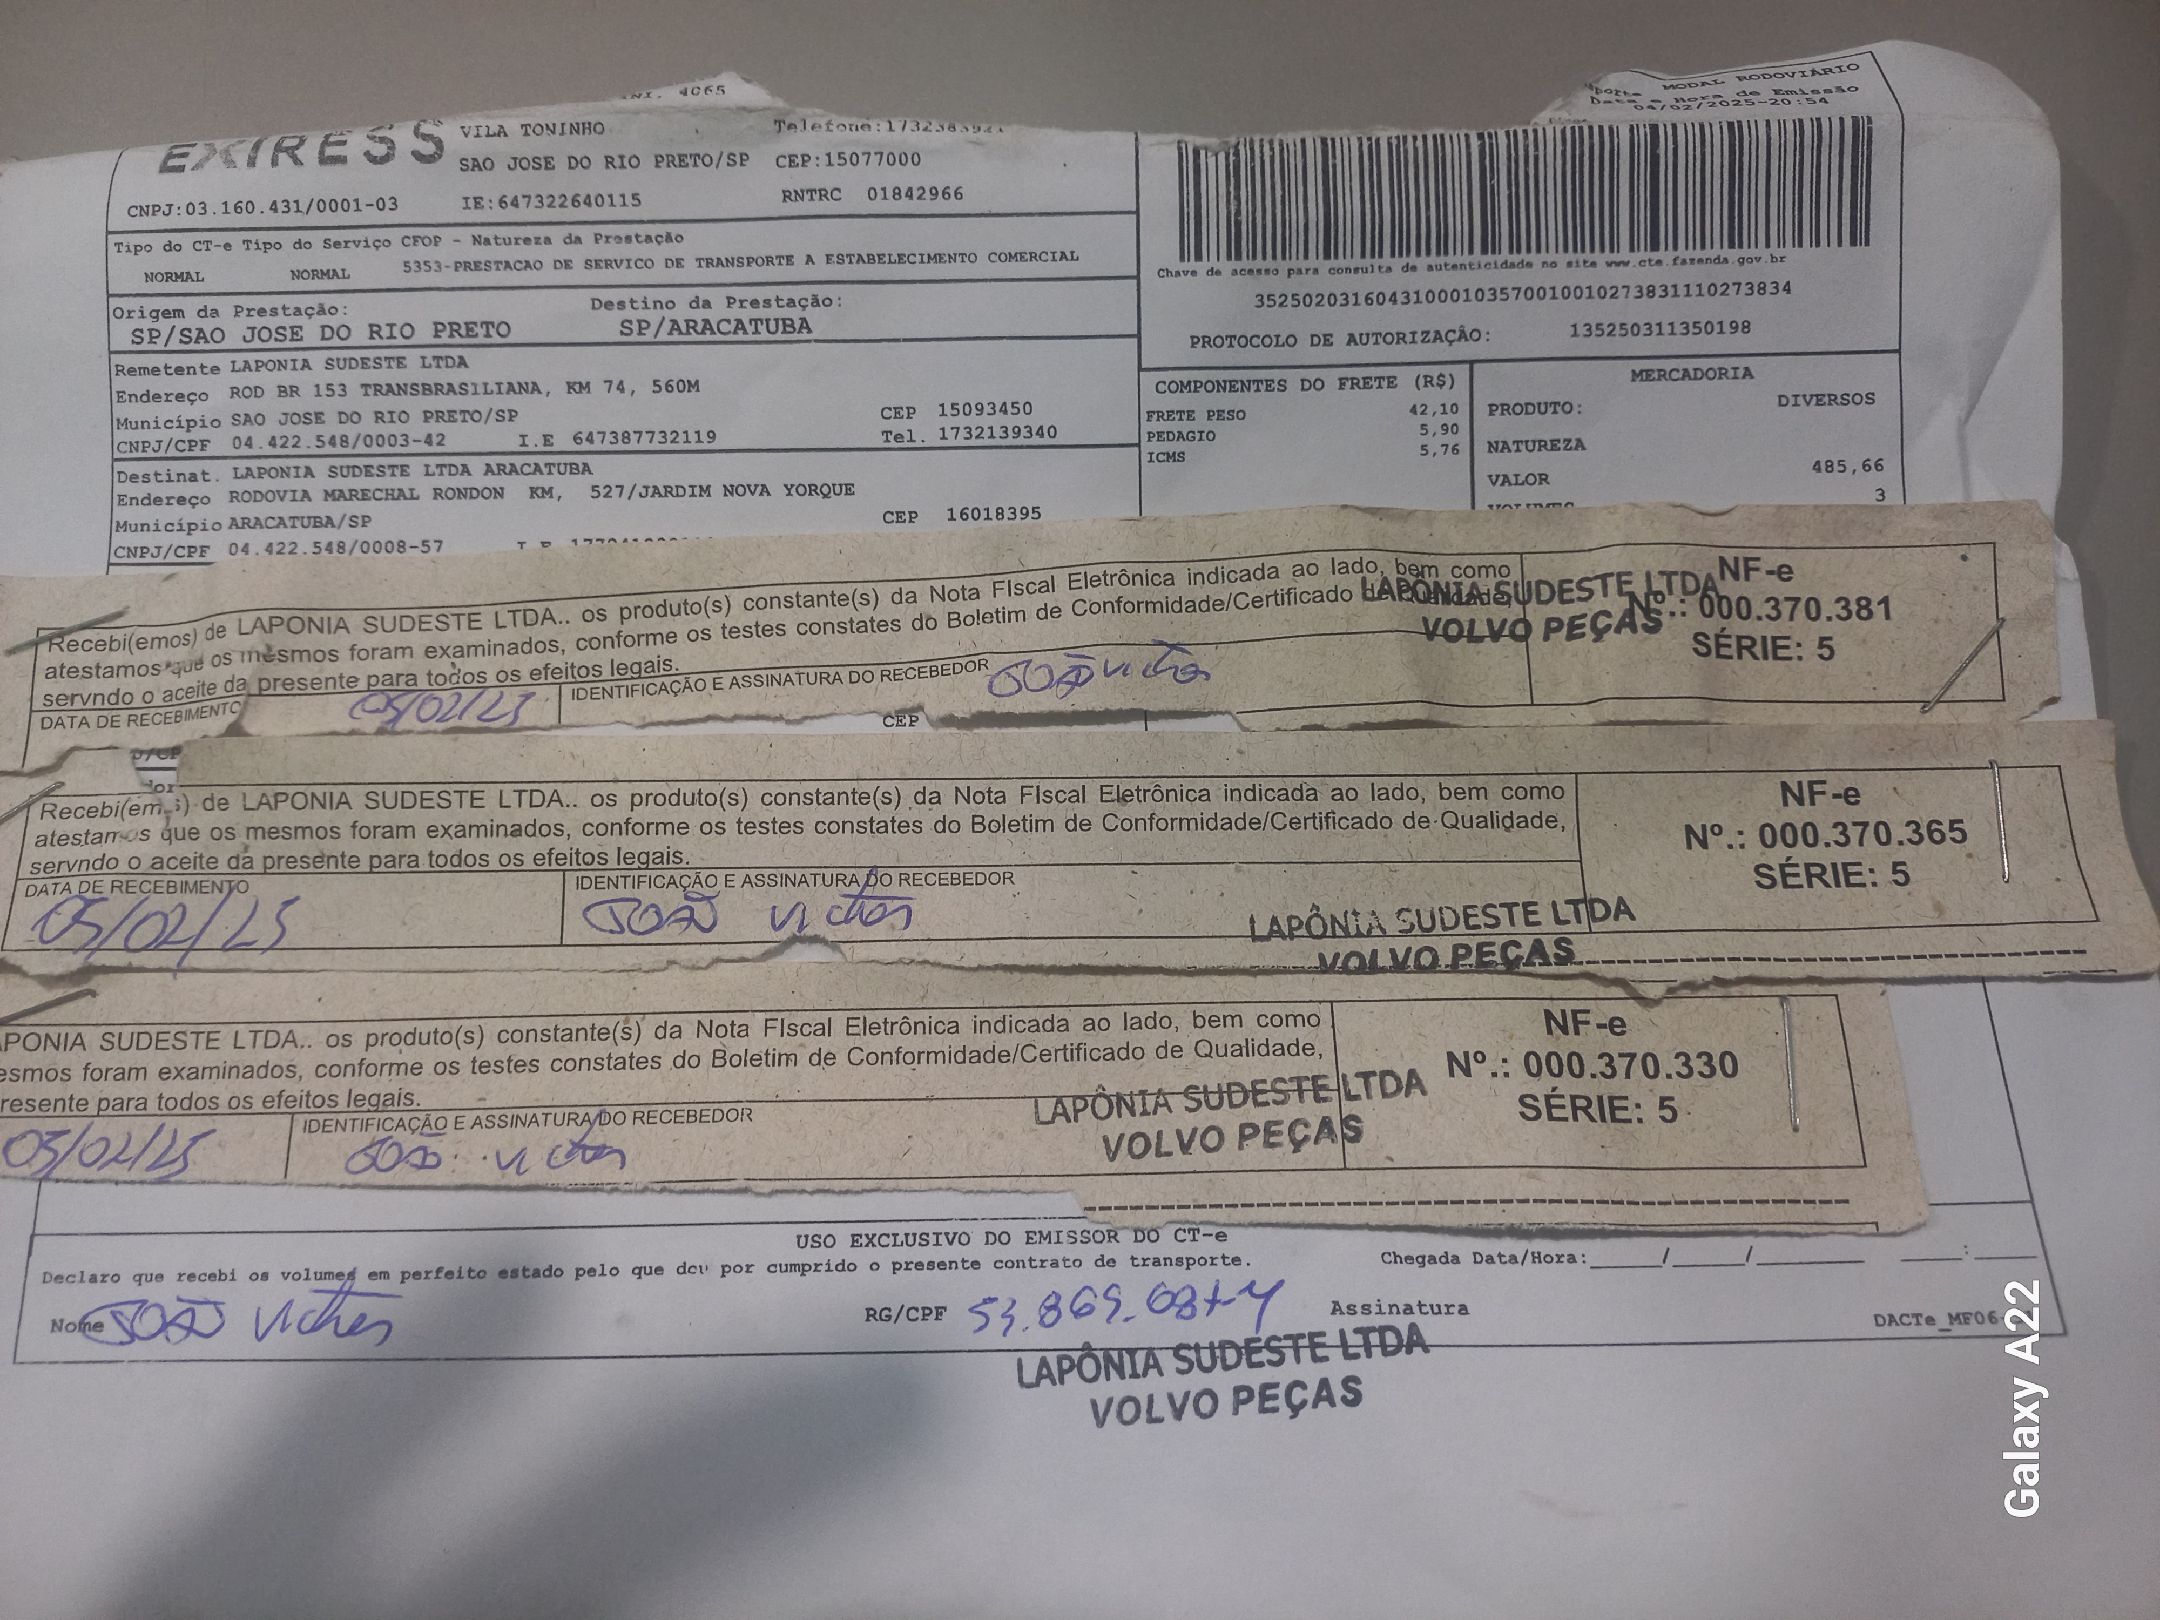 4065
MODAL RODOVIÁRIO
Data e Hora de Emissão
04/02/2025-20:54
EXPRESS
VILA TONINHO
SAO JOSE DO RIO PRETO/SP CEP:15077000
CNPJ:03.160.431/0001-03 IE:647322640115 RNTRC 01842966
Tipo do CT-e Tipo do Serviço CFOP - Natureza da Prestação
NORMAL NORMAL 5353-PRESTACAO DE SERVICO DE TRANSPORTE A ESTABELECIMENTO COMERCIAL
Chave de acesso para consulta de autenticidade no site www.cte.fazenda.gov.br
35250203160431000103570010010273831110273834
PROTOCOLO DE AUTORIZAÇÃO: 135250311350198
Origem da Prestação: Destino da Prestação:
SP/SAO JOSE DO RIO PRETO SP/ARACATUBA
Remetente LAPONIA SUDESTE LTDA
Endereço ROD BR 153 TRANSBRASILIANA, KM 74, 560M
Município SAO JOSE DO RIO PRETO/SP CEP 15093450
CNPJ/CPF 04.422.548/0003-42 I.E 647387732119 Tel. 1732139340
Destinat. LAPONIA SUDESTE LTDA ARACATUBA
Endereço RODOVIA MARECHAL RONDON KM, 527/JARDIM NOVA YORQUE
Município ARACATUBA/SP CEP 16018395
CNPJ/CPF 04.422.548/0008-57
COMPONENTES DO FRETE (R$)
FRETE PESO 42,10
PEDAGIO 5,90
ICMS 5,76
MERCADORIA
PRODUTO: DIVERSOS
NATUREZA
VALOR 485,66
VOLUMES 3
Recebi(emos) de LAPONIA SUDESTE LTDA.. os produto(s) constante(s) da Nota FIscal Eletrônica indicada ao lado, bem como
atestamos que os mesmos foram examinados, conforme os testes constates do Boletim de Conformidade/Certificado de Qualidade,
servndo o aceite da presente para todos os efeitos legais.
DATA DE RECEBIMENTO 05/02/25 IDENTIFICAÇÃO E ASSINATURA DO RECEBEDOR João Victor
LAPÔNIA SUDESTE LTDA
VOLVO PEÇAS
NF-e
Nº.: 000.370.381
SÉRIE: 5
CEP
Recebi(emos) de LAPONIA SUDESTE LTDA.. os produto(s) constante(s) da Nota FIscal Eletrônica indicada ao lado, bem como
atestamos que os mesmos foram examinados, conforme os testes constates do Boletim de Conformidade/Certificado de Qualidade,
servndo o aceite da presente para todos os efeitos legais.
DATA DE RECEBIMENTO IDENTIFICAÇÃO E ASSINATURA DO RECEBEDOR
05/02/25 João Victor
LAPÔNIA SUDESTE LTDA
VOLVO PEÇAS
NF-e
Nº.: 000.370.365
SÉRIE: 5
APONIA SUDESTE LTDA.. os produto(s) constante(s) da Nota FIscal Eletrônica indicada ao lado, bem como
esmos foram examinados, conforme os testes constates do Boletim de Conformidade/Certificado de Qualidade,
resente para todos os efeitos legais.
IDENTIFICAÇÃO E ASSINATURA DO RECEBEDOR
05/02/25 João Victor
LAPÔNIA SUDESTE LTDA
VOLVO PEÇAS
NF-e
Nº.: 000.370.330
SÉRIE: 5
USO EXCLUSIVO DO EMISSOR DO CT-e
Declaro que recebi os volumes em perfeito estado pelo que dou por cumprido o presente contrato de transporte. Chegada Data/Hora:
Nome João Victor RG/CPF Assinatura
LAPÔNIA SUDESTE LTDA
VOLVO PEÇAS
Galaxy A22